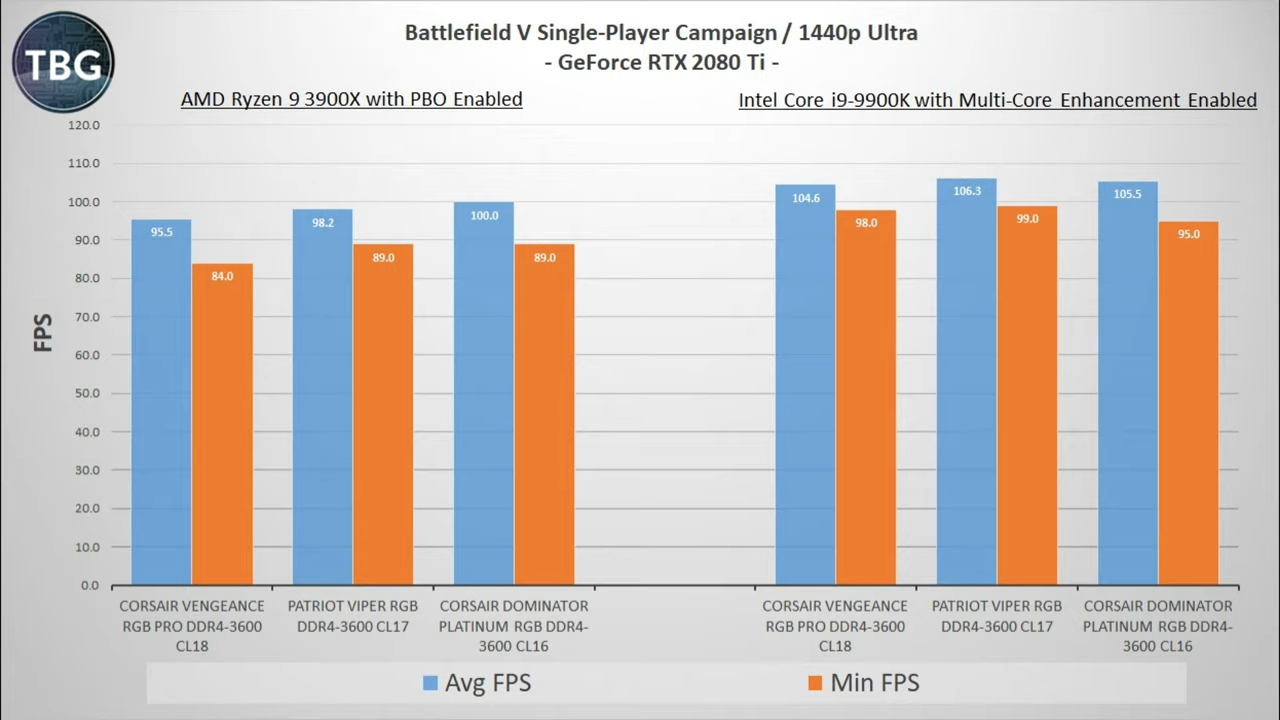 TBG
Battlefield V Single-Player Campaign / 1440p Ultra
- GeForce RTX 2080 Ti -
AMD Ryzen 9 3900X with PBO Enabled
Intel Core i9-9900K with Multi-Core Enhancement Enabled
120.0
110.0
100.0
90.0
80.0
70.0
60.0
50.0
40.0
30.0
20.0
10.0
0.0
FPS
95.5
84.0
98.2
89.0
100.0
89.0
104.6
98.0
106.3
99.0
105.5
95.0
CORSAIR VENGEANCE
RGB PRO DDR4-3600
CL18
PATRIOT VIPER RGB
DDR4-3600 CL17
CORSAIR DOMINATOR
PLATINUM RGB DDR4-
3600 CL16
CORSAIR VENGEANCE
RGB PRO DDR4-3600
CL18
PATRIOT VIPER RGB
DDR4-3600 CL17
CORSAIR DOMINATOR
PLATINUM RGB DDR4-
3600 CL16
Avg FPS
Min FPS